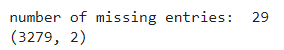 number of missing entries:  29
(3279, 2)